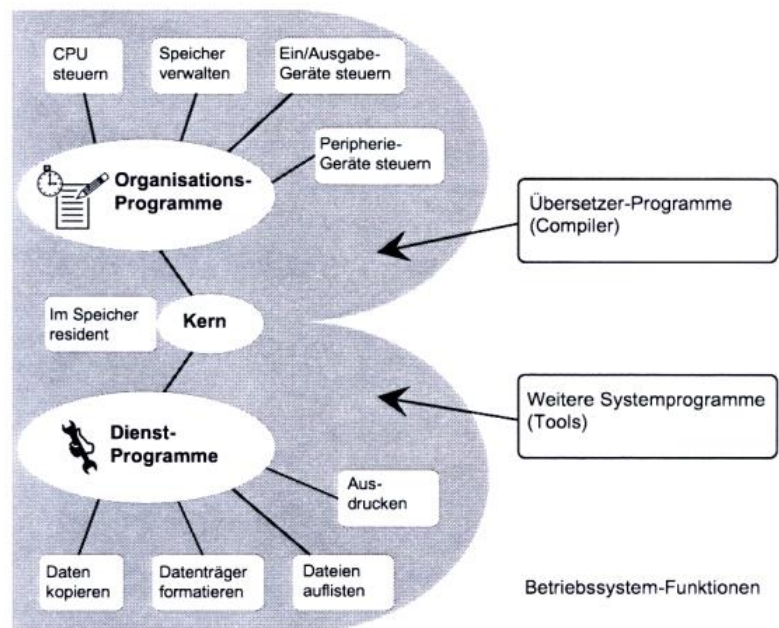 CPU
steuern
Speicher
verwalten
Ein/Ausgabe-
Geräte steuern
Peripherie-
Geräte steuern
Organisations-
Programme
Übersetzer-Programme
(Compiler)
Im Speicher
resident
Kern
Weitere Systemprogramme
(Tools)
Dienst-
Programme
Aus-
drucken
Daten
kopieren
Datenträger
formatieren
Dateien
auflisten
Betriebssystem-Funktionen